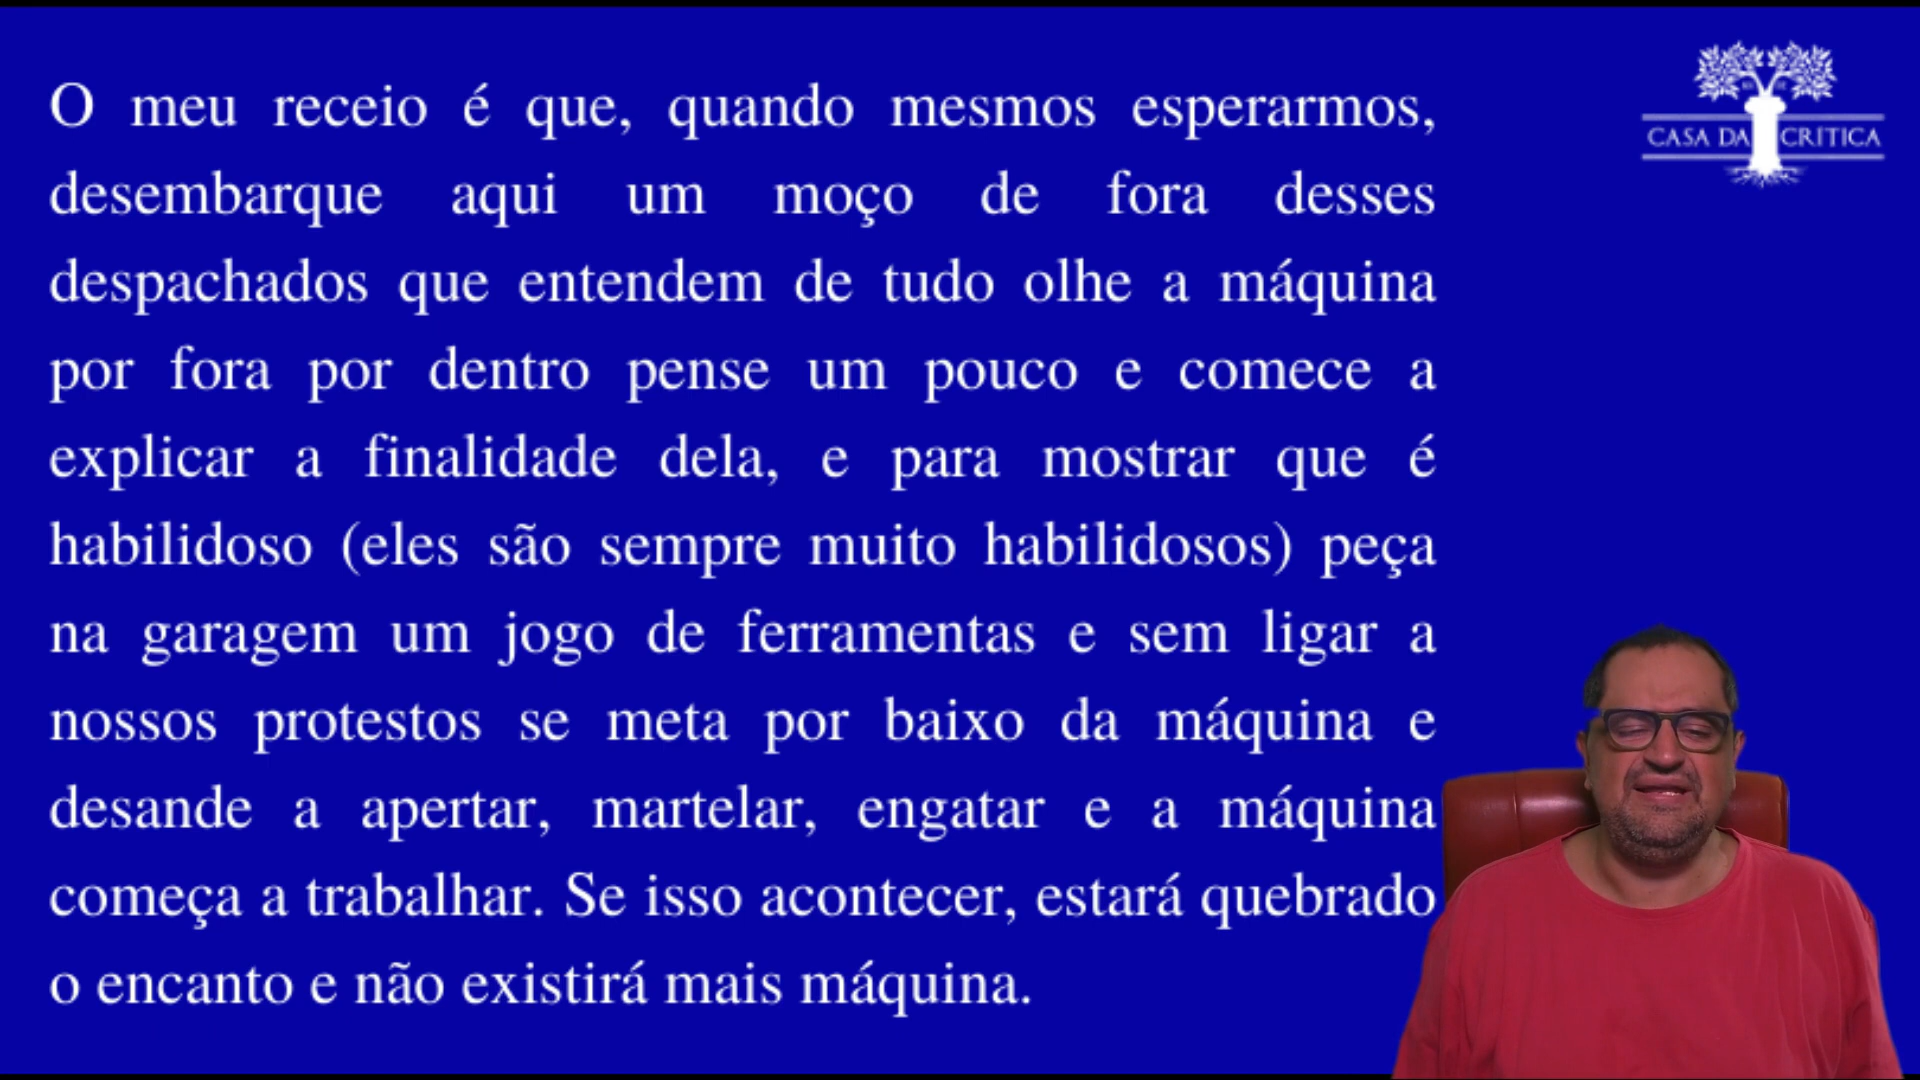 O meu receio é que, quando mesmos esperarmos,
desembarque aqui um moço de fora desses
despachados que entendem de tudo olhe a máquina
por fora por dentro pense um pouco e comece a
explicar a finalidade dela, e para mostrar que é
habilidoso (eles são sempre muito habilidosos) peça
na garagem um jogo de ferramentas e sem ligar a
nossos protestos se meta por baixo da máquina e
desande a apertar, martelar, engatar e a máquina
começa a trabalhar. Se isso acontecer, estará quebrado
o encanto e não existirá mais máquina.
CASA DA CRÍTICA